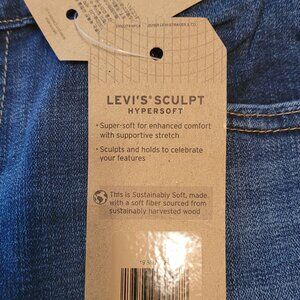 LEVI'S® SCULPT
HYPERSOFT
• Super-soft for enhanced comfort
with supportive stretch
• Sculpts and holds to celebrate
your features
This is Sustainably Soft, made
with a soft fiber sourced from
sustainably harvested wood